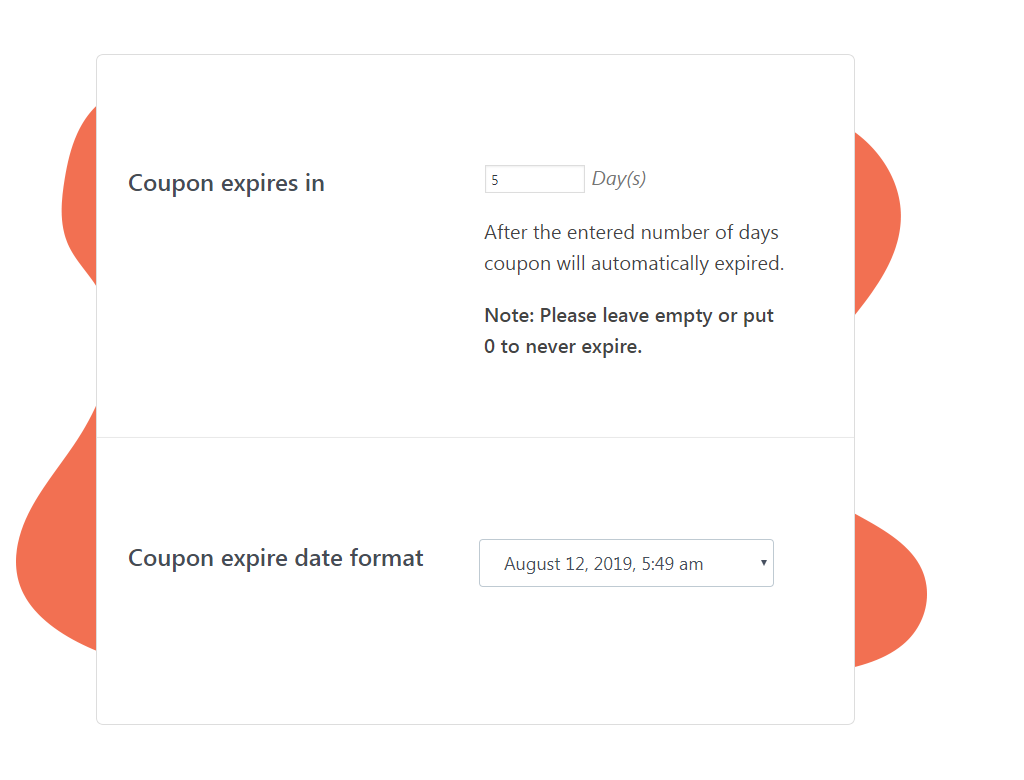 Coupon expires in
5 Day(s)
After the entered number of days
coupon will automatically expired.
Note: Please leave empty or put
0 to never expire.
Coupon expire date format
August 12, 2019, 5:49 am